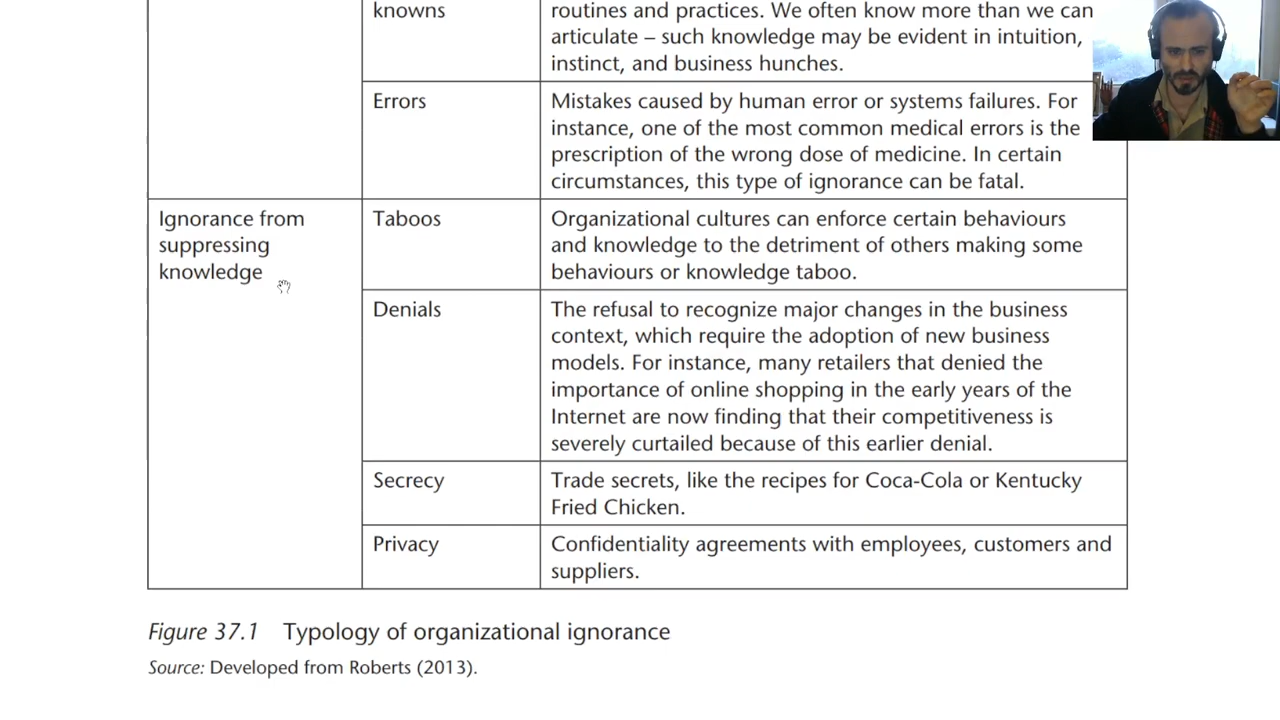 knowns
routines and practices. We often know more than we can
articulate – such knowledge may be evident in intuition,
instinct, and business hunches.
Errors
Mistakes caused by human error or systems failures. For
instance, one of the most common medical errors is the
prescription of the wrong dose of medicine. In certain
circumstances, this type of ignorance can be fatal.
Ignorance from
suppressing
knowledge
Taboos
Organizational cultures can enforce certain behaviours
and knowledge to the detriment of others making some
behaviours or knowledge taboo.
Denials
The refusal to recognize major changes in the business
context, which require the adoption of new business
models. For instance, many retailers that denied the
importance of online shopping in the early years of the
Internet are now finding that their competitiveness is
severely curtailed because of this earlier denial.
Secrecy
Trade secrets, like the recipes for Coca-Cola or Kentucky
Fried Chicken.
Privacy
Confidentiality agreements with employees, customers and
suppliers.
Figure 37.1 Typology of organizational ignorance
Source: Developed from Roberts (2013).